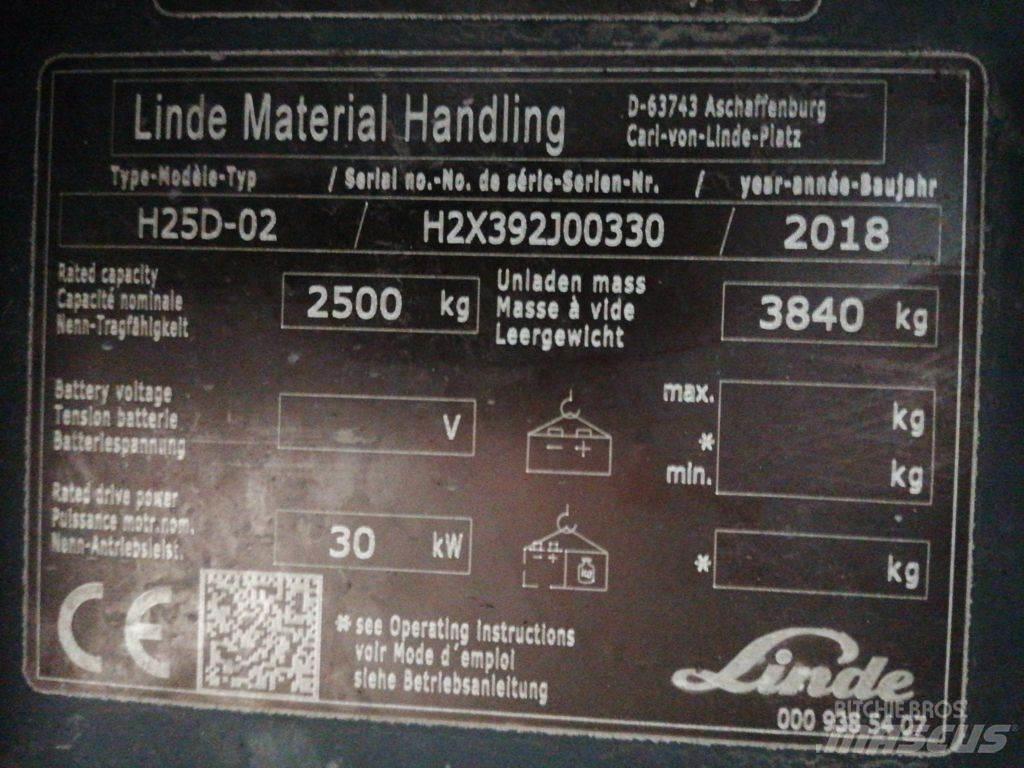 Linde Material Handling
D-63743 Aschaffenburg
Carl-von-Linde-Platz
Type-Modèle-Typ / Serial no.-No. de série-Serien-Nr. / year-année-Baujahr
H25D-02 / H2X392J00330 / 2018
Rated capacity
Capacité nominale
Nenn-Tragfähigkeit
2500 kg
Unladen mass
Masse à vide
Leergewicht
3840 kg
Battery voltage
Tension batterie
Batteriespannung
V
- +
max. kg
*
min. kg
Rated drive power
Puissance motr.nom.
Nenn-Antriebsleist.
30 kW
- +
kg
* kg
CE
* see Operating Instructions
voir Mode d'emploi
siehe Betriebsanleitung
Linde
000 938 54 07
RITCHIE BROS
MASCUS